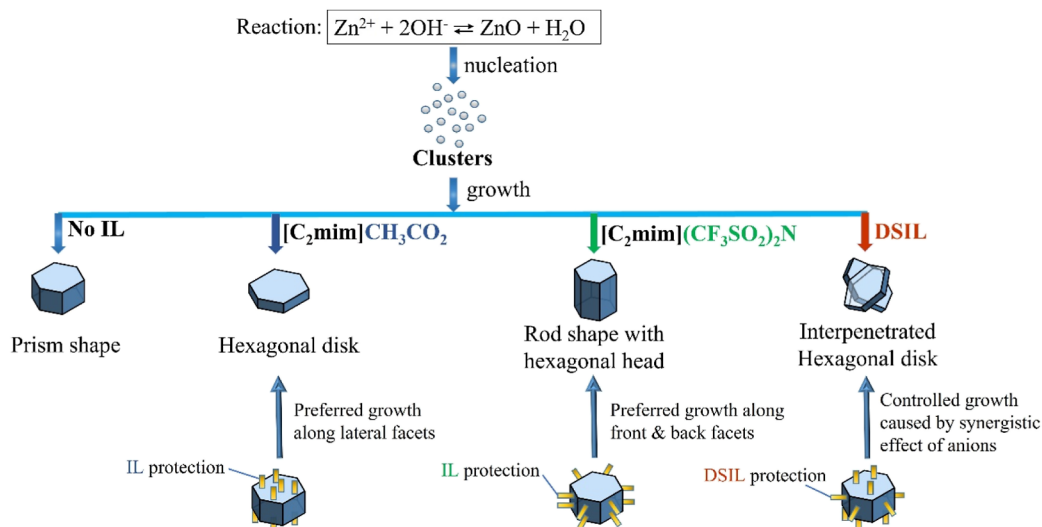 Reaction: Zn²⁺ + 2OH⁻ ⇌ ZnO + H₂O
nucleation
Clusters
growth
No IL
[C₂mim]CH₃CO₂
[C₂mim](CF₃SO₂)₂N
DSIL
Prism shape
Hexagonal disk
Rod shape with
hexagonal head
Interpenetrated
Hexagonal disk
Preferred growth
along lateral facets
Preferred growth along
front & back facets
Controlled growth
caused by synergistic
effect of anions
IL protection
IL protection
DSIL protection